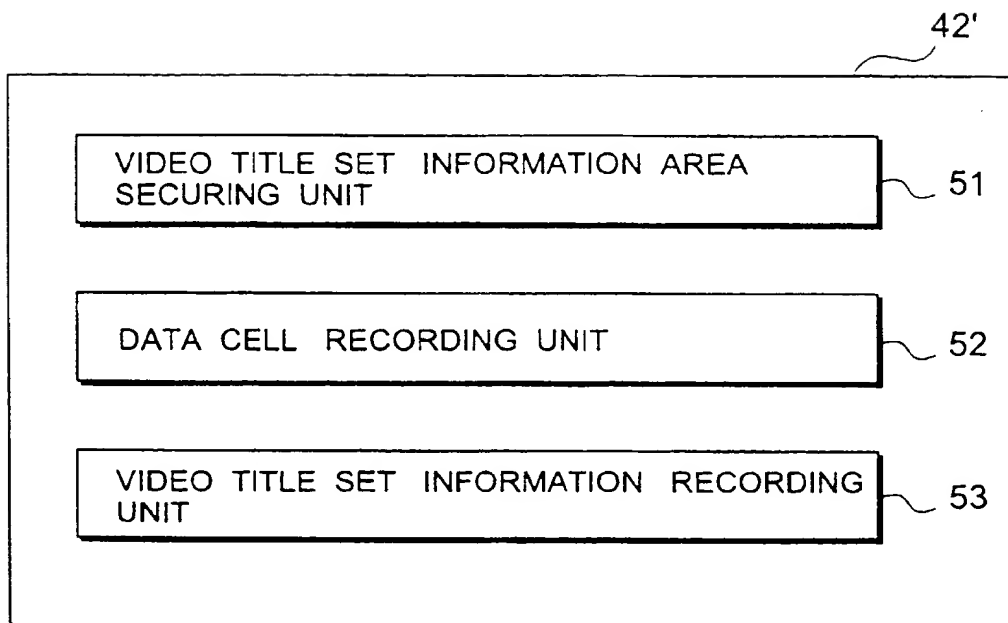 42'
VIDEO TITLE SET INFORMATION AREA
SECURING UNIT
51
DATA CELL RECORDING UNIT
52
VIDEO TITLE SET INFORMATION RECORDING
UNIT
53